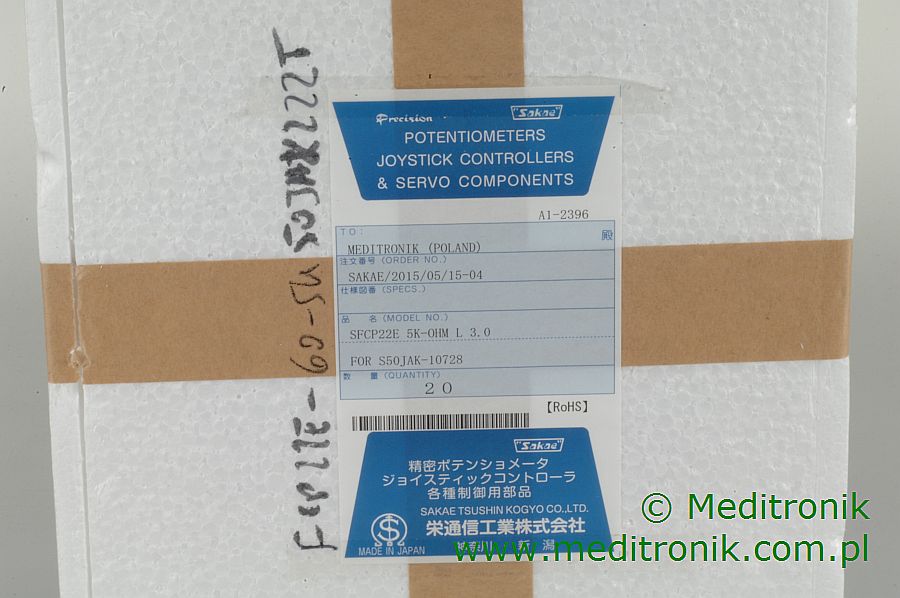 Precision "Sakae"
POTENTIOMETERS
JOYSTICK CONTROLLERS
& SERVO COMPONENTS
A1-2396
TO: 殿
MEDITRONIK (POLAND)
注文番号 (ORDER NO.)
SAKAE/2015/05/15-04
仕様図番 (SPECS.)
品 名 (MODEL NO.)
SFCP22E 5K-OHM L 3.0
FOR S50JAK-10728
数 量 (QUANTITY)
20
【RoHS】
"Sakae"
精密ポテンショメータ
ジョイスティックコントローラ
各種制御用部品
SAKAE TSUSHIN KOGYO CO.,LTD.
栄通信工業株式会社
MADE IN JAPAN 神奈川 新潟
© Meditronik
www.meditronik.com.pl